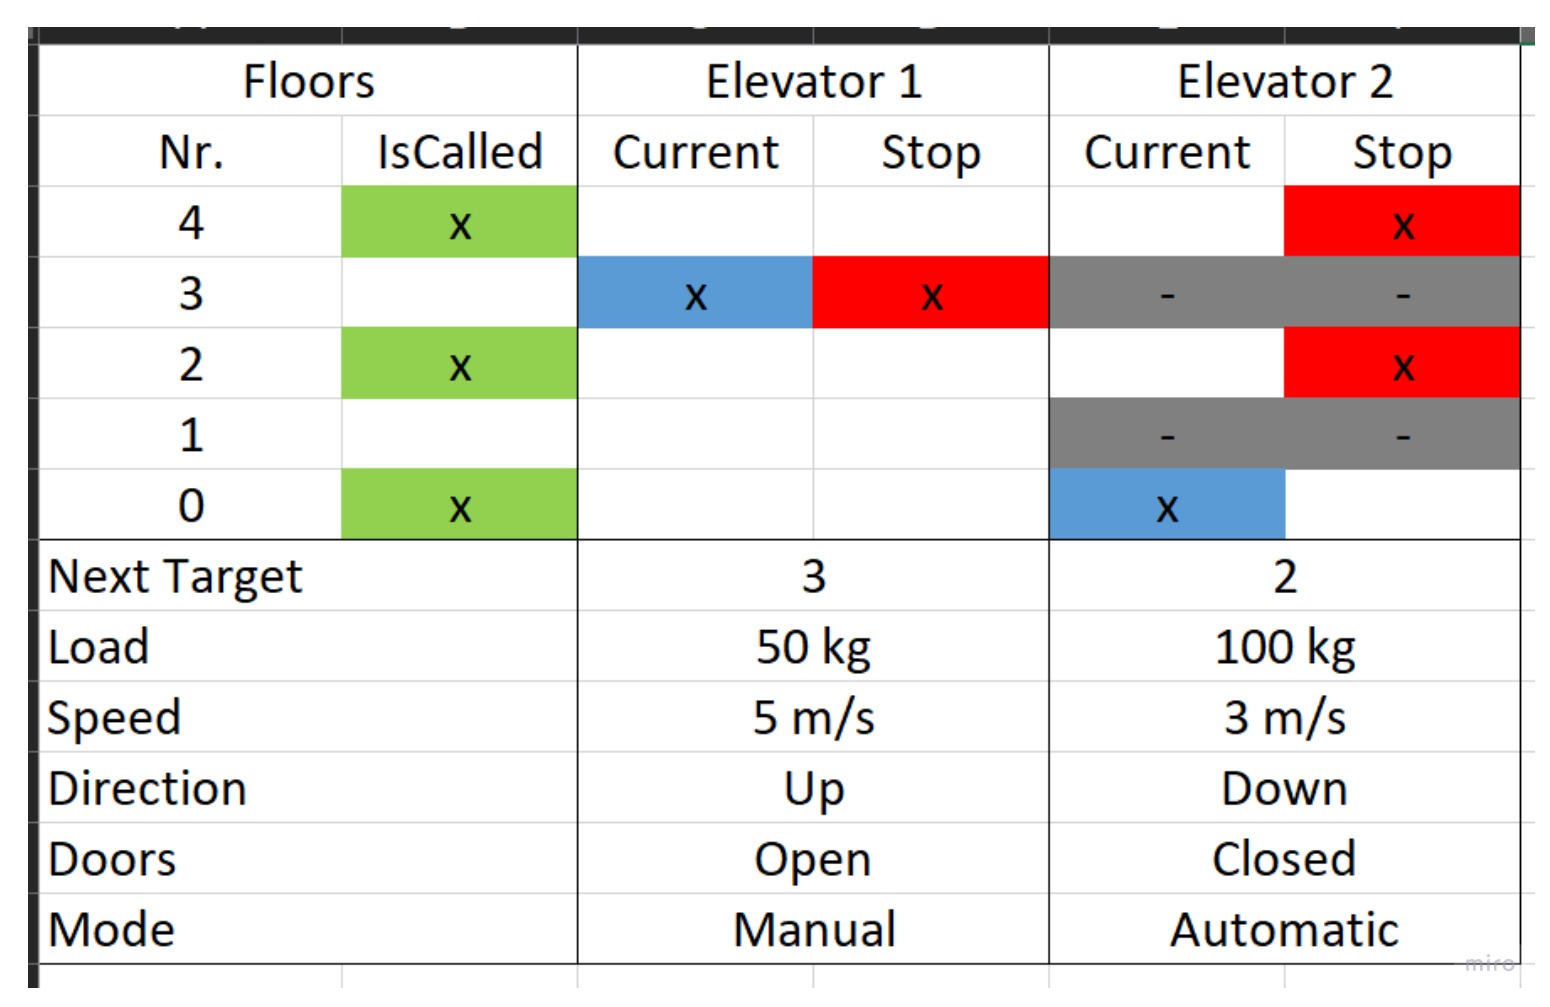 Floors Elevator 1 Elevator 2
Nr. IsCalled Current Stop Current Stop
4 x x
3 x x - -
2 x x
1 - -
0 x x
Next Target 3 2
Load 50 kg 100 kg
Speed 5 m/s 3 m/s
Direction Up Down
Doors Open Closed
Mode Manual Automatic
miro